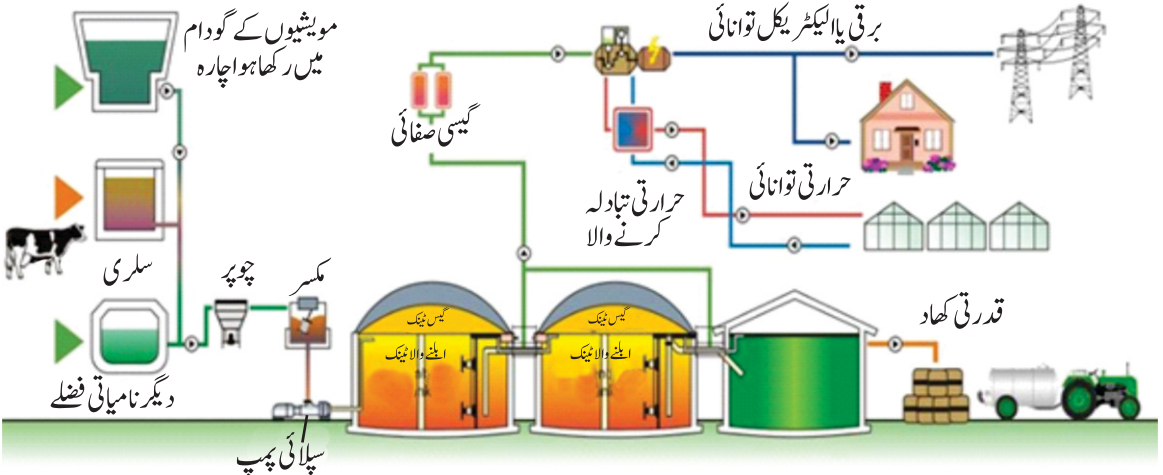 مویشیوں کے گودام
میں رکھا ہوا چارہ
سلری
دیگر نامیاتی فضلے
چوپر
مکسر
سپلائی پمپ
گیسی صفائی
برقی یا الیکٹریکل توانائی
حرارتی توانائی
حرارتی تبادلہ
کرنے والا
گیس ٹینک
ابلنے والا ٹینک
گیس ٹینک
ابلنے والا ٹینک
قدرتی کھاد